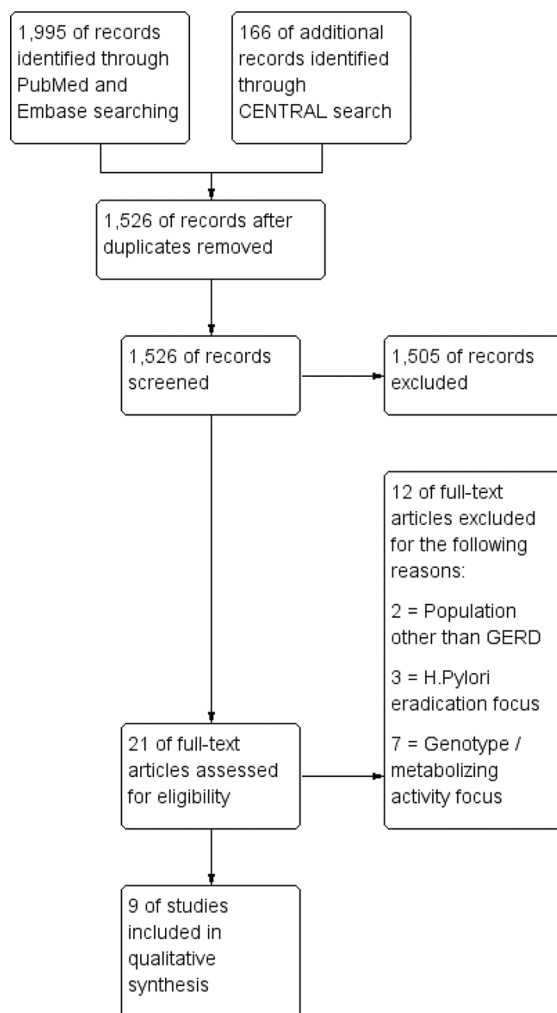 1,995 of records
identified through
PubMed and
Embase searching
166 of additional
records identified
through
CENTRAL search
1,526 of records after
duplicates removed
1,526 of records
screened
1,505 of records
excluded
12 of full-text
articles excluded
for the following
reasons:
2 = Population
other than GERD
3 = H.Pylori
eradication focus
7 = Genotype /
metabolizing
activity focus
21 of full-text
articles assessed
for eligibility
9 of studies
included in
qualitative
synthesis